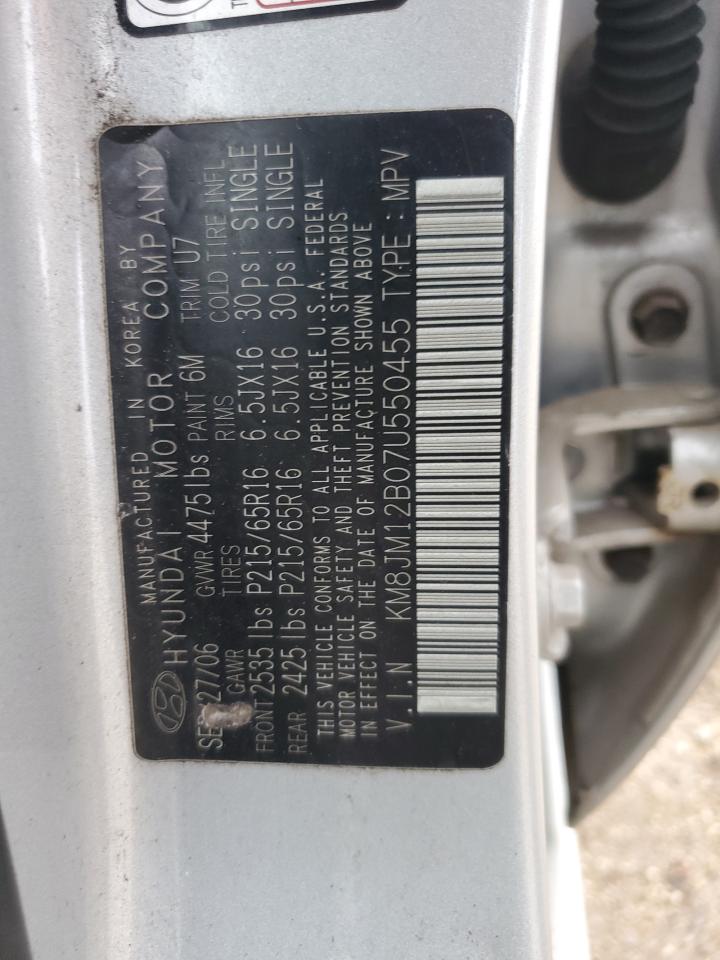 MANUFACTURED IN KOREA BY
HYUNDAI MOTOR COMPANY
27/06 GVWR 4475lbs PAINT 6M TRIM U7
GAWR TIRES RIMS COLD TIRE INFL
FRONT 2535lbs P215/65R16 6.5JX16 30psi SINGLE
REAR 2425lbs P215/65R16 6.5JX16 30psi SINGLE
THIS VEHICLE CONFORMS TO ALL APPLICABLE U.S.A. FEDERAL
MOTOR VEHICLE SAFETY AND THEFT PREVENTION STANDARDS
IN EFFECT ON THE DATE OF MANUFACTURE SHOWN ABOVE
V.I.N KM8JM12B07U550455 TYPE : MPV